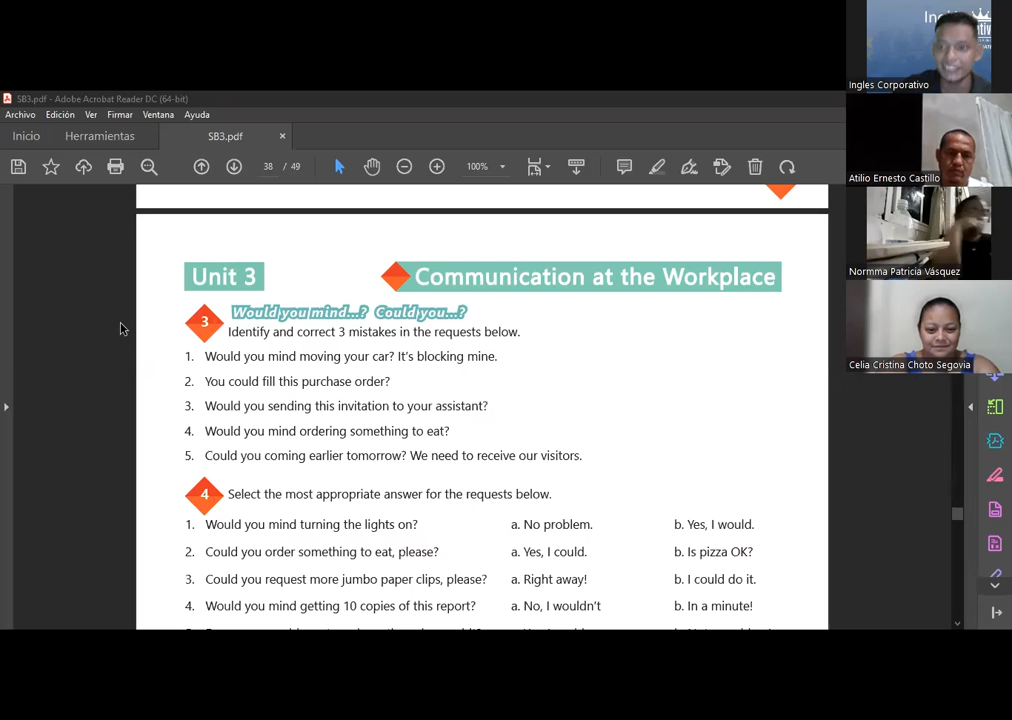 SB3.pdf - Adobe Acrobat Reader DC (64-bit)
Archivo Edición Ver Firmar Ventana Ayuda
Inicio Herramientas SB3.pdf
38 / 49 100%
Unit 3 Communication at the Workplace
3 Would you mind...? Could you...?
Identify and correct 3 mistakes in the requests below.
1. Would you mind moving your car? It's blocking mine.
2. You could fill this purchase order?
3. Would you sending this invitation to your assistant?
4. Would you mind ordering something to eat?
5. Could you coming earlier tomorrow? We need to receive our visitors.
4 Select the most appropriate answer for the requests below.
1. Would you mind turning the lights on? a. No problem. b. Yes, I would.
2. Could you order something to eat, please? a. Yes, I could. b. Is pizza OK?
3. Could you request more jumbo paper clips, please? a. Right away! b. I could do it.
4. Would you mind getting 10 copies of this report? a. No, I wouldn't b. In a minute!
Ingles Corporativo
Atilio Ernesto Castillo
Normma Patricia Vásquez
Celia Cristina Choto Segovia